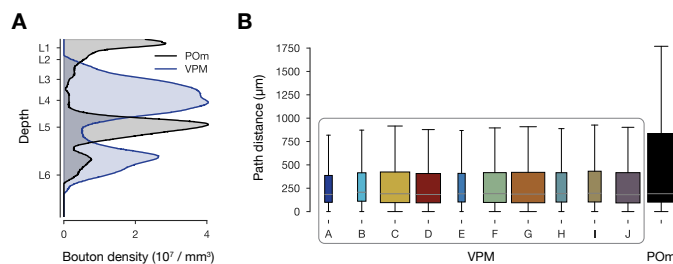 A
L1
L2
L3
L4
L5
L6
Depth
POm
VPM
0 2 4
Bouton density (10⁷ / mm³)
B
1750
1500
1250
1000
750
500
250
0
Path distance (μm)
A B C D E F G H I J
VPM POm